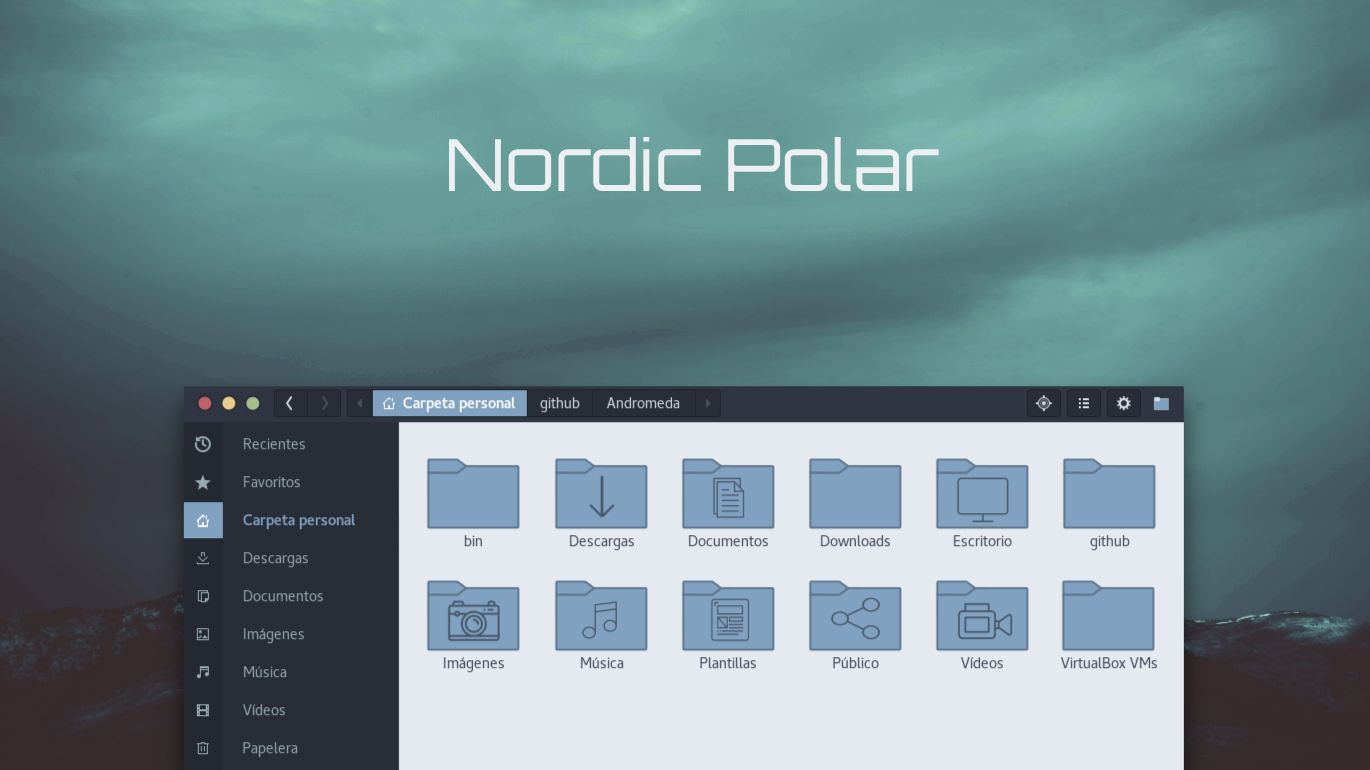 Nordic Polar
Carpeta personal github Andromeda
Recientes
Favoritos
Carpeta personal
Descargas
Documentos
Imágenes
Música
Vídeos
Papelera
bin Descargas Documentos Downloads Escritorio github
Imágenes Música Plantillas Público Vídeos VirtualBox VMs